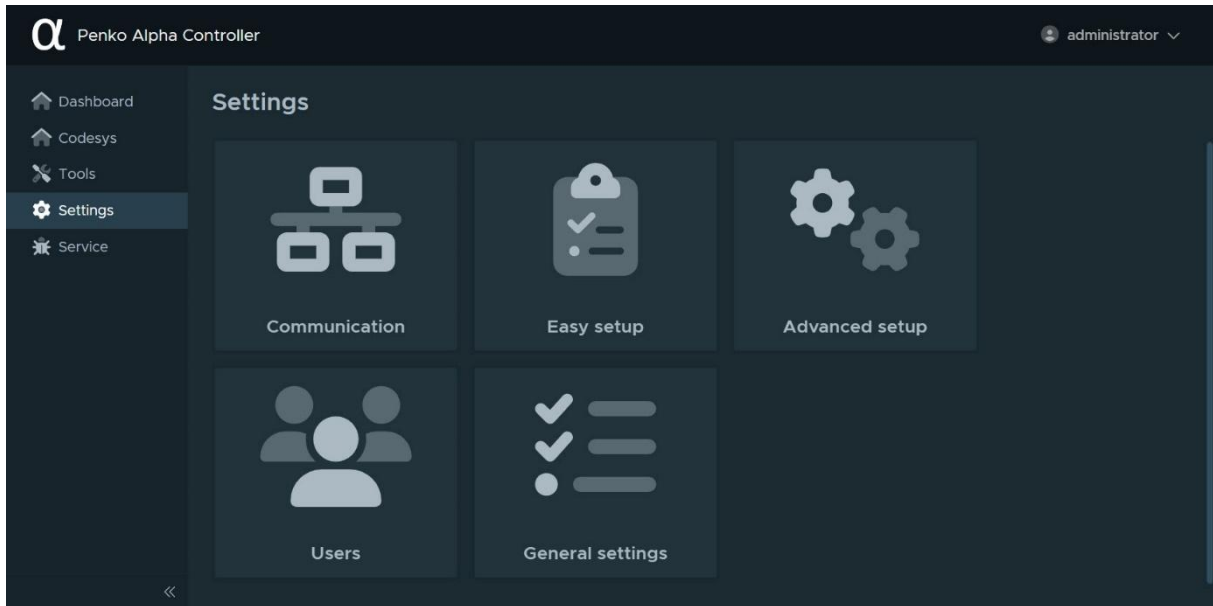 α Penko Alpha Controller
administrator
Dashboard
Codesys
Tools
Settings
Service
Settings
Communication
Easy setup
Advanced setup
Users
General settings